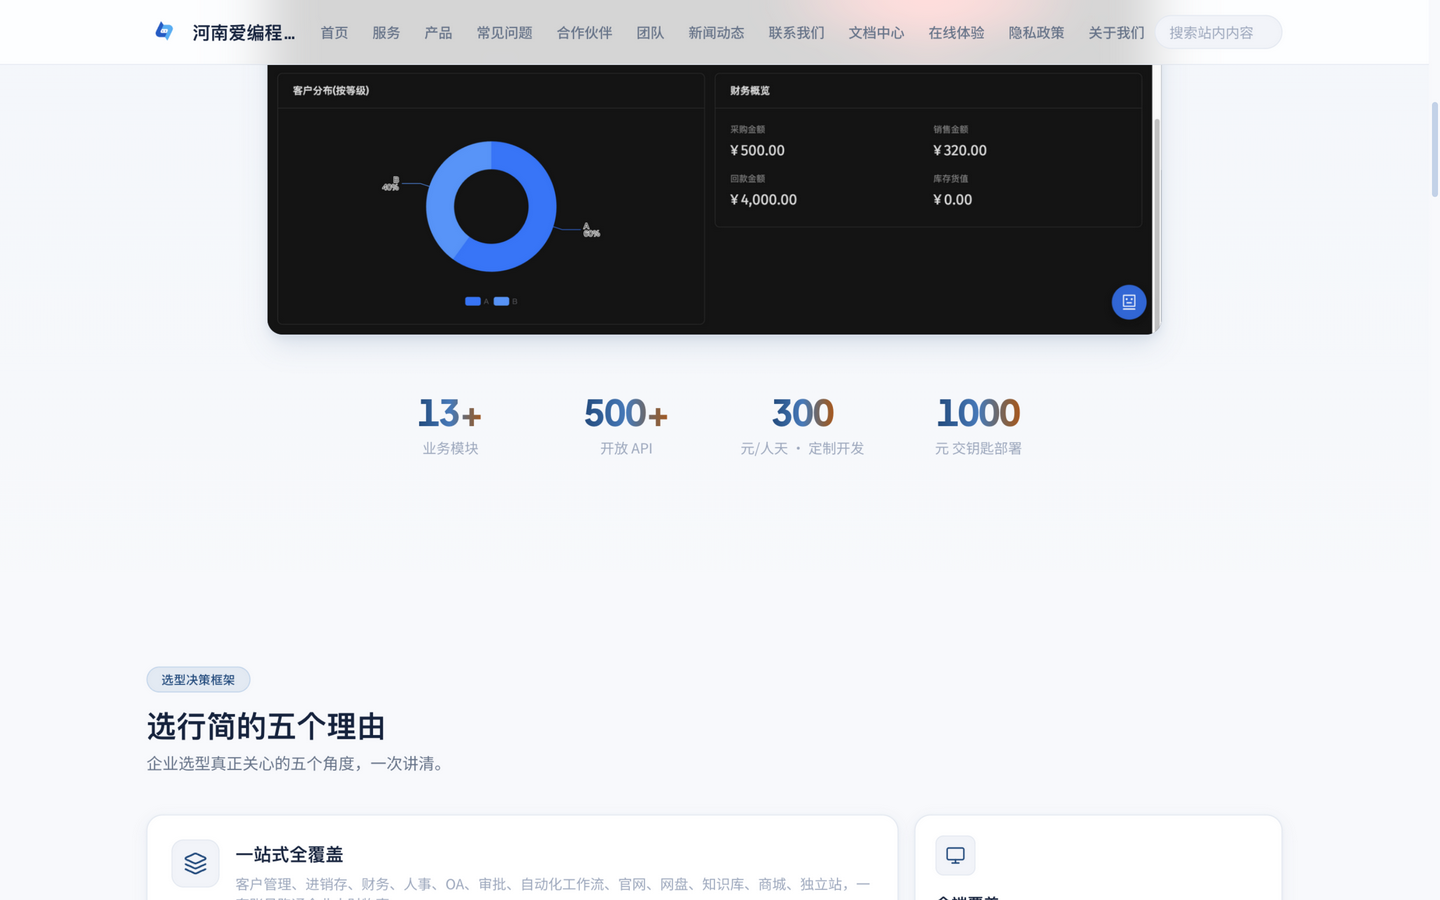 河南爱编程...
首页 服务 产品 常见问题 合作伙伴 团队 新闻动态 联系我们 文档中心 在线体验 隐私政策 关于我们 搜索站内内容
客户分布(按等级)
B
40%
A
60%
A B
财务概览
采购金额 销售金额
¥500.00 ¥320.00
回款金额 库存货值
¥4,000.00 ¥0.00
13+ 500+ 300 1000
业务模块 开放 API 元/人天 · 定制开发 元 交钥匙部署
选型决策框架
选行简的五个理由
企业选型真正关心的五个角度，一次讲清。
一站式全覆盖
客户管理、进销存、财务、人事、OA、审批、自动化工作流、官网、网盘、知识库、商城、独立站，一